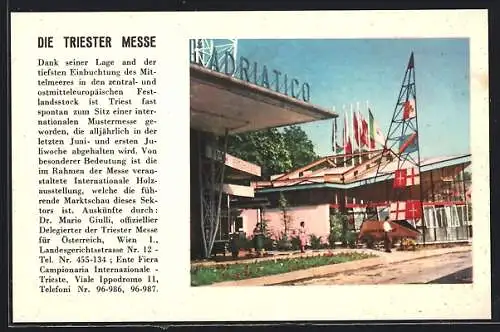 DIE TRIESTER MESSE
Dank seiner Lage and der
tiefsten Einbuchtung des Mit-
telmeeres in den zentral- und
ostmitteleuropäischen Fest-
landsstock ist Triest fast
spontan zum Sitz einer inter-
nationalen Mustermesse ge-
worden, die alljährlich in der
letzten Juni- und ersten Ju-
liwoche abgehalten wird. Von
besonderer Bedeutung ist die
im Rahmen der Messe veran-
staltete Internationale Holz-
ausstellung, welche die füh-
rende Marktschau dieses Sek-
tors ist. Auskünfte durch:
Dr. Mario Giulli, offizieller
Delegierter der Triester Messe
für Österreich, Wien I.,
Landesgerichtsstrasse Nr. 12 -
Tel. Nr. 455-134 ; Ente Fiera
Campionaria Internazionale -
Trieste, Viale Ippodromo 11,
Telefoni Nr. 96-986, 96-987.
ADRIATICO